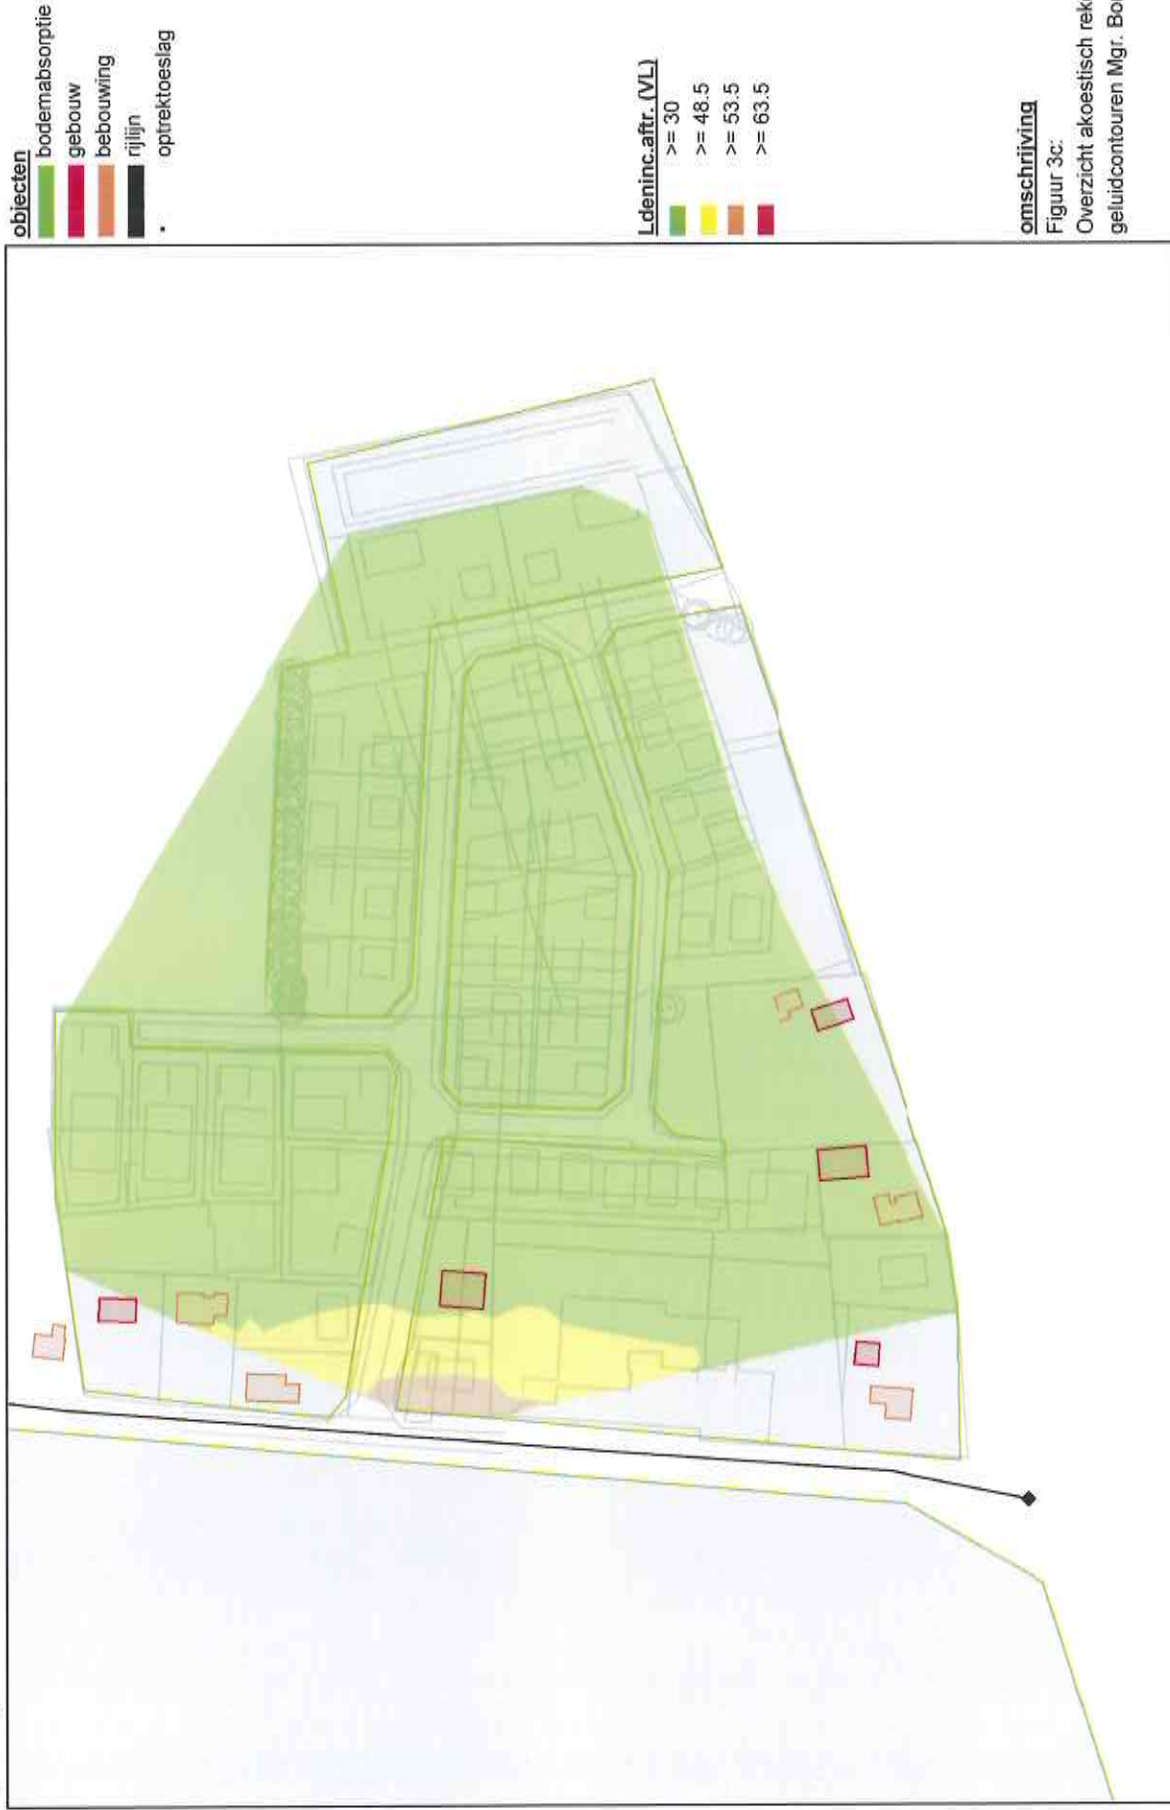 objecten
bodemabsorptie
gebouw
bebouwing
rijlijn
optrektoeslag
Ldeninc.aftr. (VL)
>= 30
>= 48.5
>= 53.5
>= 63.5
omschrijving
Figuur 3c:
Overzicht akoestisch
geluidcontouren Mgr.